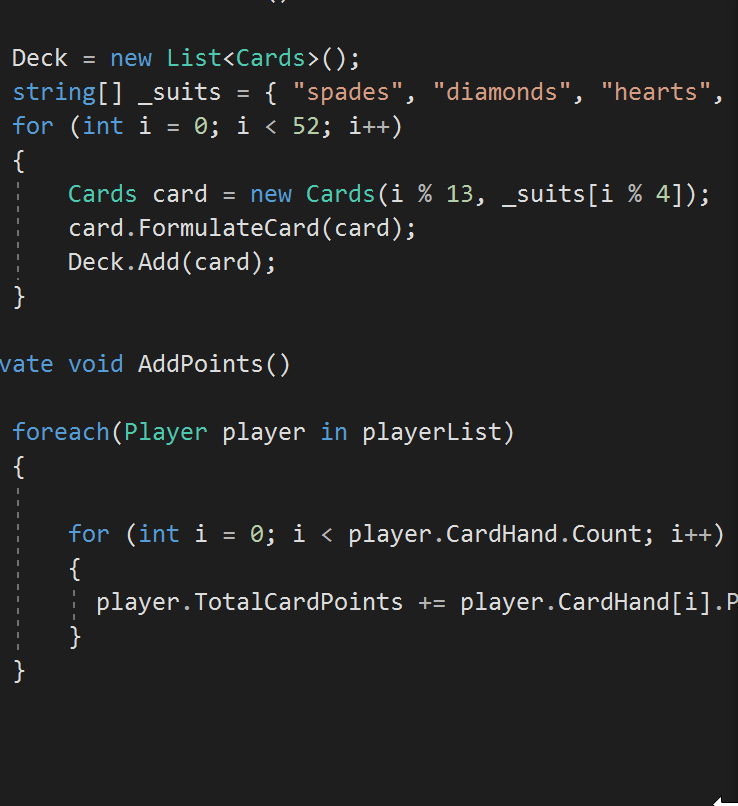 Deck = new List<Cards>();
string[] _suits = { "spades", "diamonds", "hearts",
for (int i = 0; i < 52; i++)
{
Cards card = new Cards(i % 13, _suits[i % 4]);
card.FormulateCard(card);
Deck.Add(card);
}
vate void AddPoints()
foreach(Player player in playerList)
{
for (int i = 0; i < player.CardHand.Count; i++)
{
player.TotalCardPoints += player.CardHand[i].P
}
}